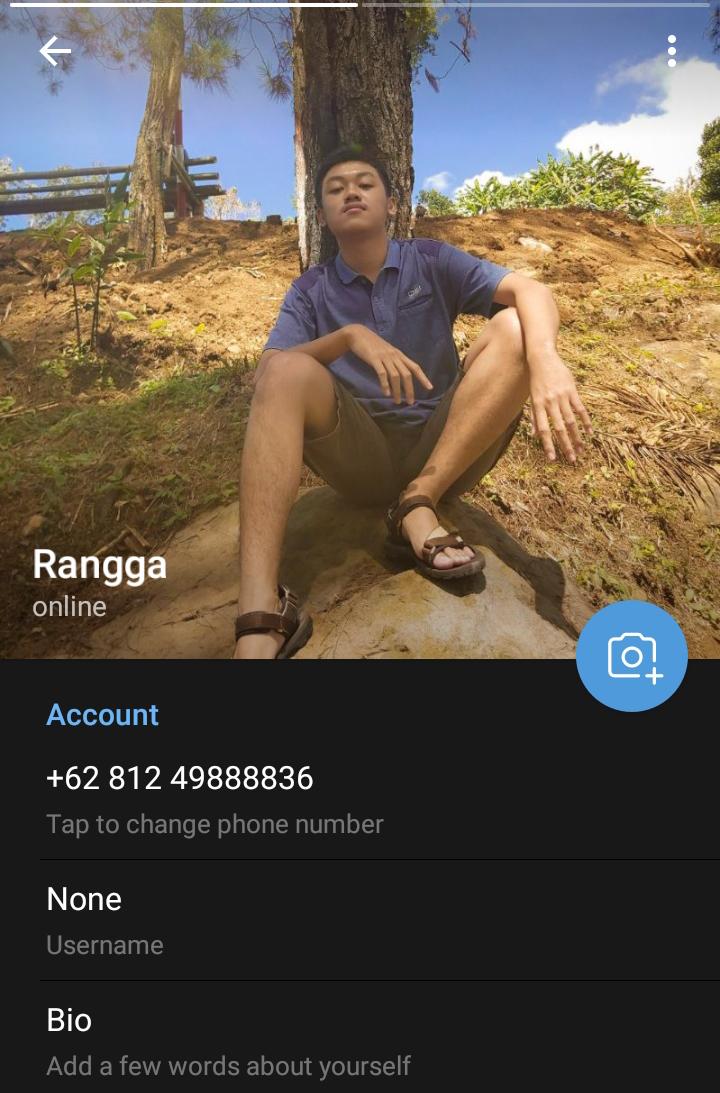 Rangga
online
Account
+62 812 49888836
Tap to change phone number
None
Username
Bio
Add a few words about yourself